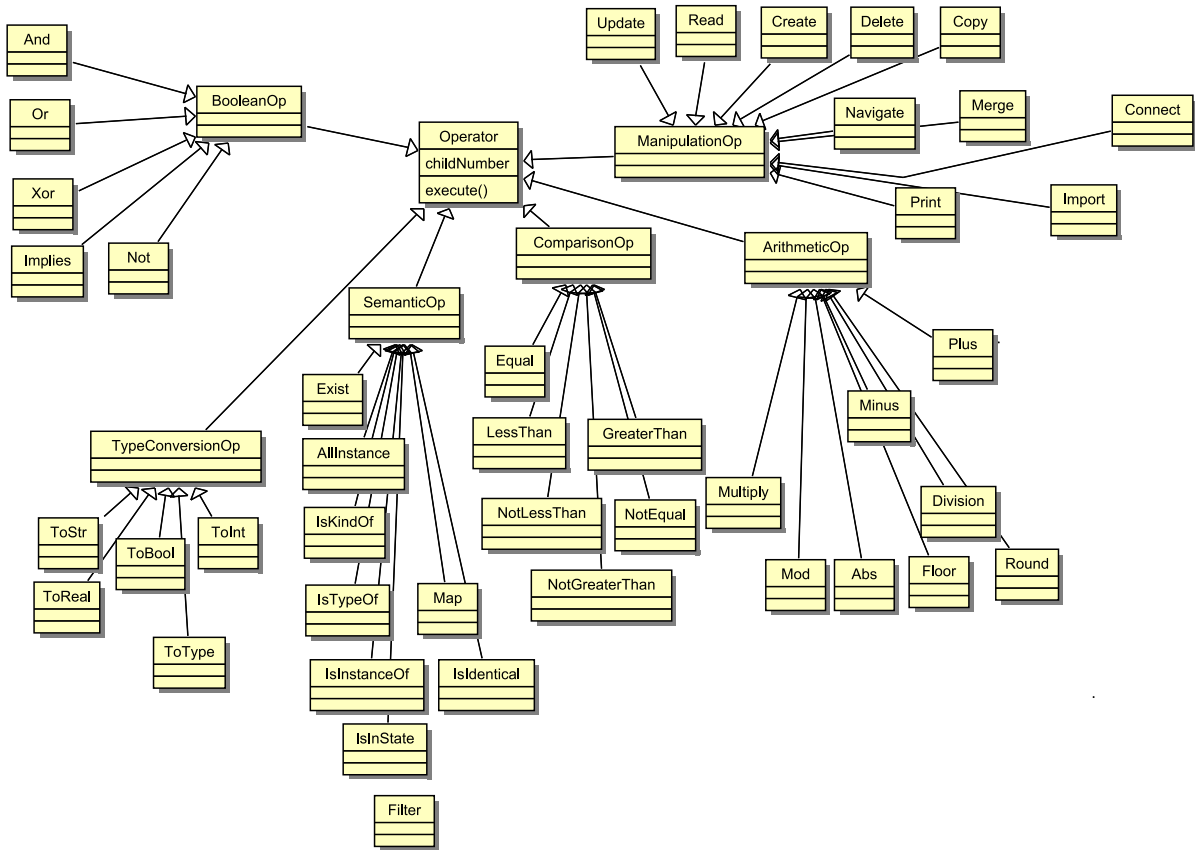 Update
Read
Create
Delete
Copy
And
BooleanOp
Or
Operator
childNumber
execute()
ManipulationOp
Navigate
Merge
Connect
Xor
Print
Import
Implies
Not
ComparisonOp
ArithmeticOp
SemanticOp
Plus
Equal
Exist
Minus
TypeConversionOp
AllInstance
LessThan
GreaterThan
Multiply
Division
IsKindOf
NotLessThan
NotEqual
ToStr
ToBool
ToInt
ToReal
IsTypeOf
Map
NotGreaterThan
Mod
Abs
Floor
Round
ToType
IsInstanceOf
IsIdentical
IsInState
Filter